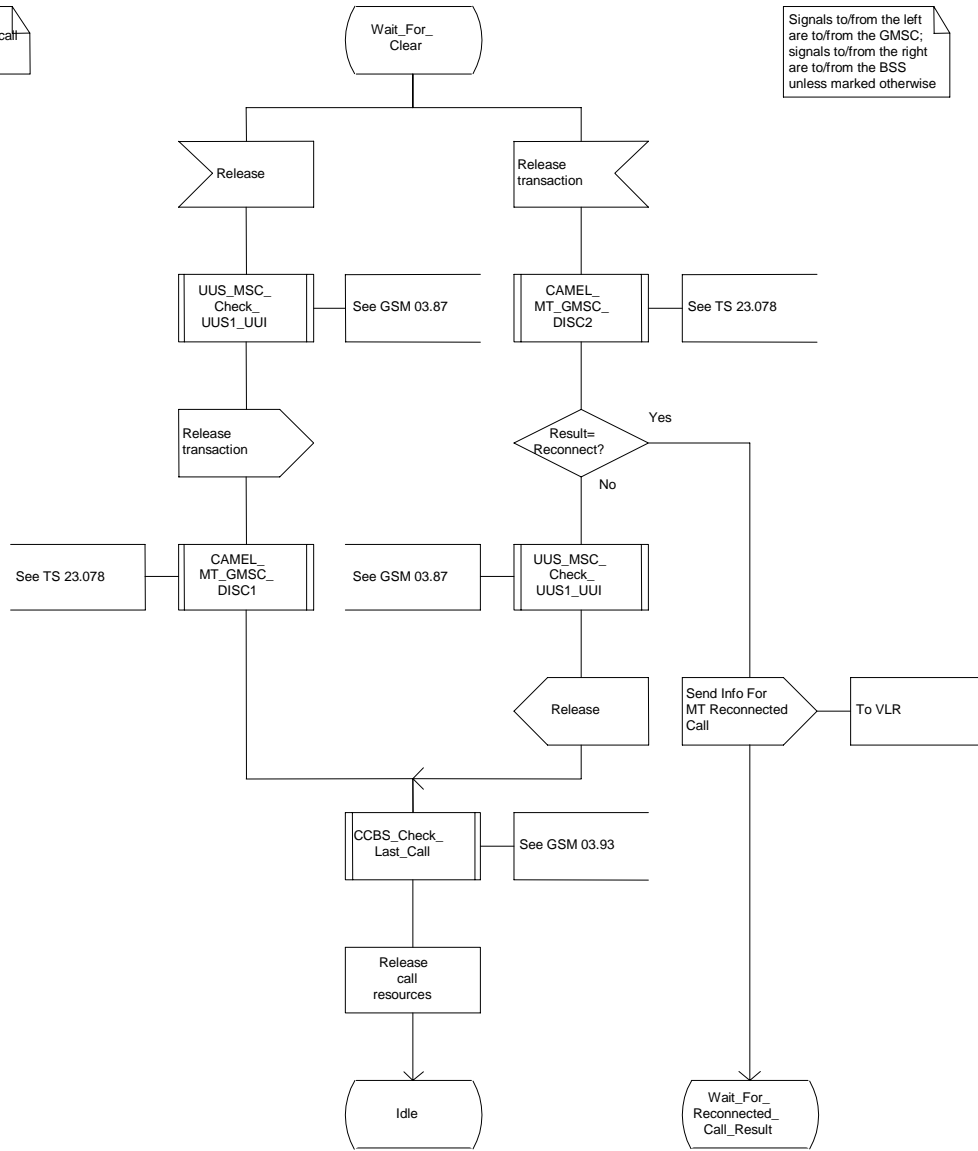 call
Wait_For_
Clear
Signals to/from the left
are to/from the GMSC;
signals to/from the right
are to/from the BSS
unless marked otherwise
Release
Release
transaction
UUS_MSC_
Check_
UUS1_UUI
See GSM 03.87
CAMEL_
MT_GMSC_
DISC2
See TS 23.078
Release
transaction
Result=
Reconnect?
Yes
No
See TS 23.078
CAMEL_
MT_GMSC_
DISC1
See GSM 03.87
UUS_MSC_
Check_
UUS1_UUI
Release
Send Info For
MT Reconnected
Call
To VLR
CCBS_Check_
Last_Call
See GSM 03.93
Release
call
resources
Idle
Wait_For_
Reconnected_
Call_Result